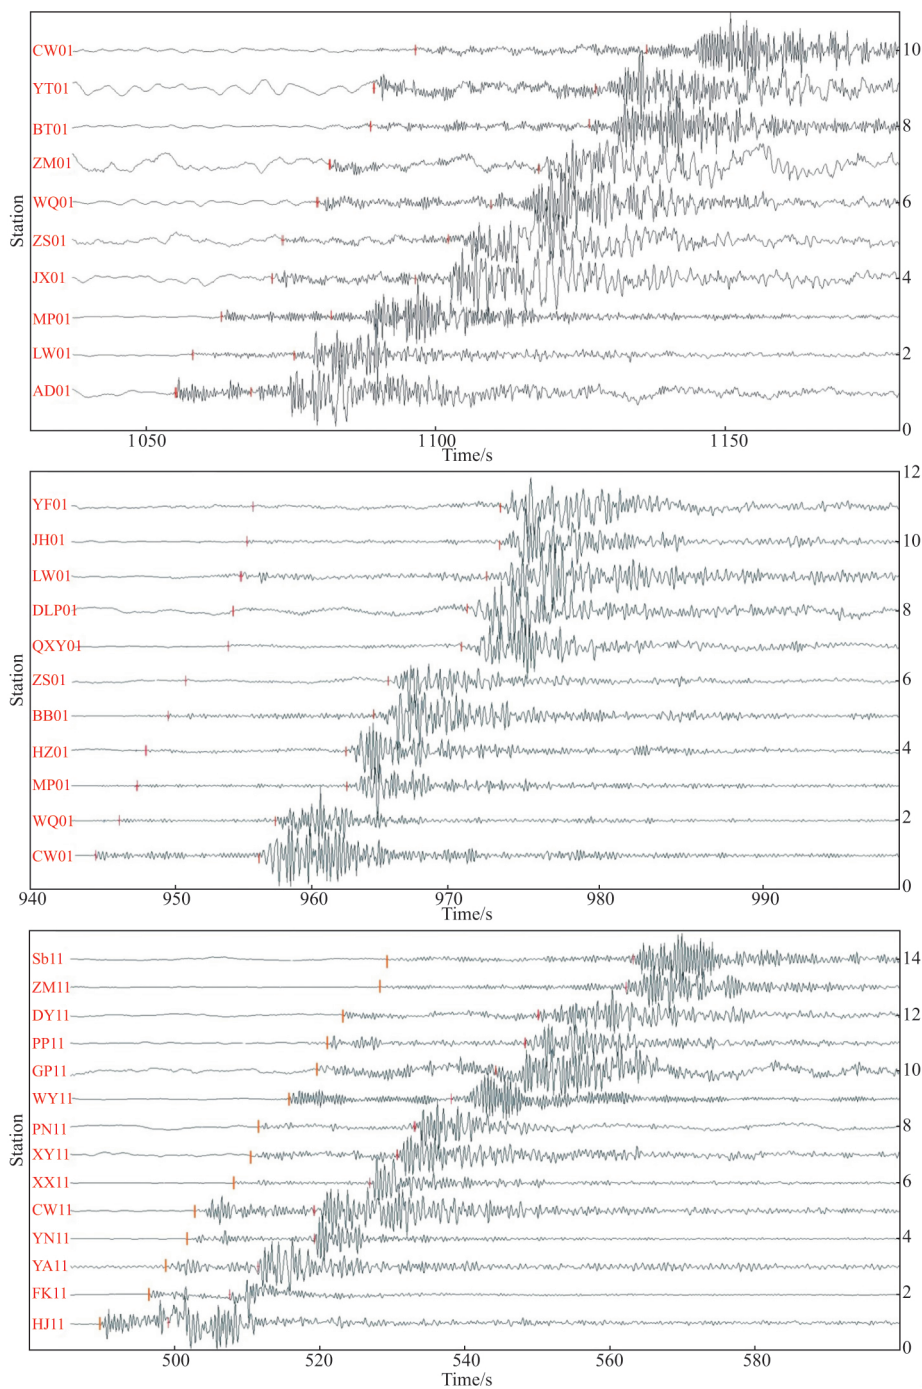 CW01
10
YT01
BT01
8
ZM01
WQ01
6
ZS01
JX01
4
MP01
LW01
2
AD01
0
Station
1050
1100
1150
Time/s
12
YF01
JH01
10
LW01
DLP01
8
QXY01
ZS01
6
BB01
HZ01
4
MP01
WQ01
2
CW01
0
Station
940
950
960
970
980
990
Time/s
Sb11
14
ZM11
DY11
12
PP11
GP11
10
WY11
PN11
8
XY11
XX11
6
CW11
YN11
4
YA11
FK11
2
HJ11
0
Station
500
520
540
560
580
Time/s